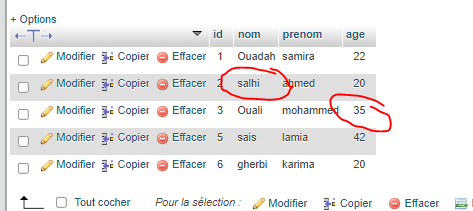 + Options
id nom prenom age
Modifier Copier Effacer 1 Ouadah samira 22
Modifier Copier Effacer 2 salhi ahmed 20
Modifier Copier Effacer 3 Ouali mohammed 35
Modifier Copier Effacer 5 sais lamia 42
Modifier Copier Effacer 6 gherbi karima 20
Tout cocher Pour la sélection : Modifier Copier Effacer